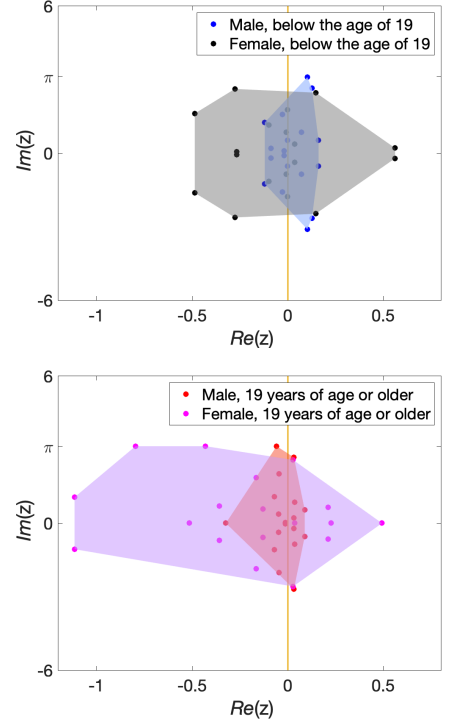 6
Male, below the age of 19
Female, below the age of 19
π
Im(z)
0
-6
-1
-0.5
0
0.5
Re(z)
6
Male, 19 years of age or older
Female, 19 years of age or older
π
Im(z)
0
-6
-1
-0.5
0
0.5
Re(z)